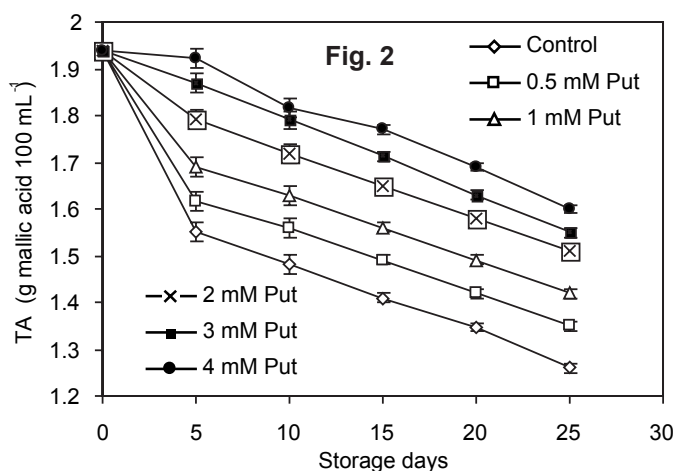 Fig. 2
Control
0.5 mM Put
1 mM Put
2 mM Put
3 mM Put
4 mM Put
TA (g mallic acid 100 mL⁻¹)
2
1.9
1.8
1.7
1.6
1.5
1.4
1.3
1.2
0 5 10 15 20 25 30
Storage days